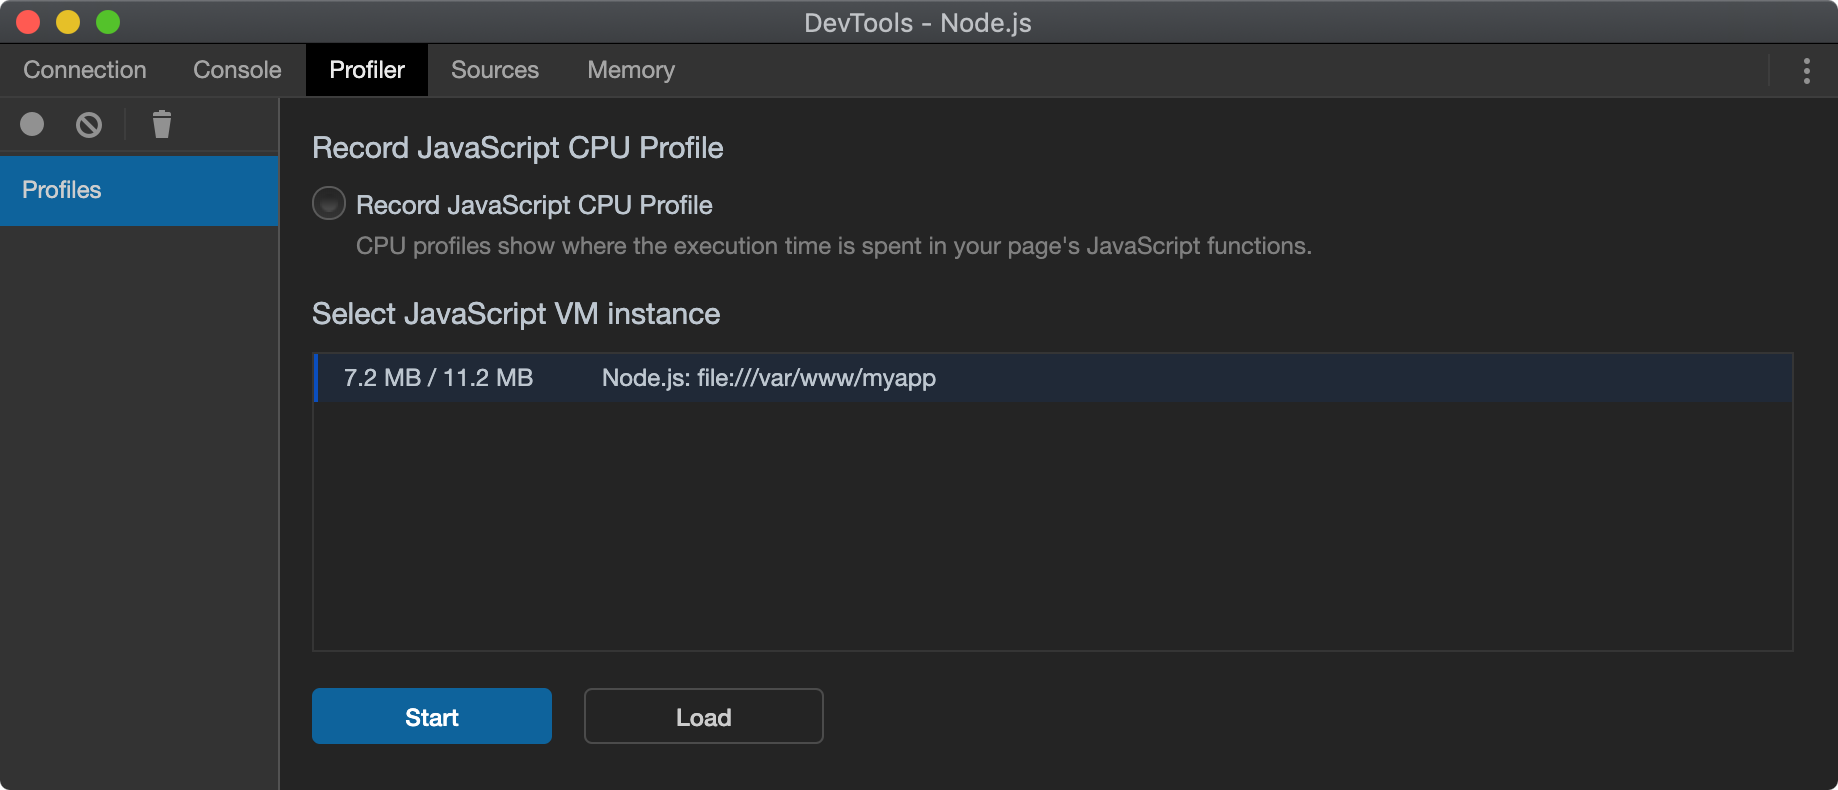 DevTools - Node.js
Connection Console Profiler Sources Memory
Profiles
Record JavaScript CPU Profile
Record JavaScript CPU Profile
CPU profiles show where the execution time is spent in your page's JavaScript functions.
Select JavaScript VM instance
7.2 MB / 11.2 MB Node.js: file:///var/www/myapp
Start Load